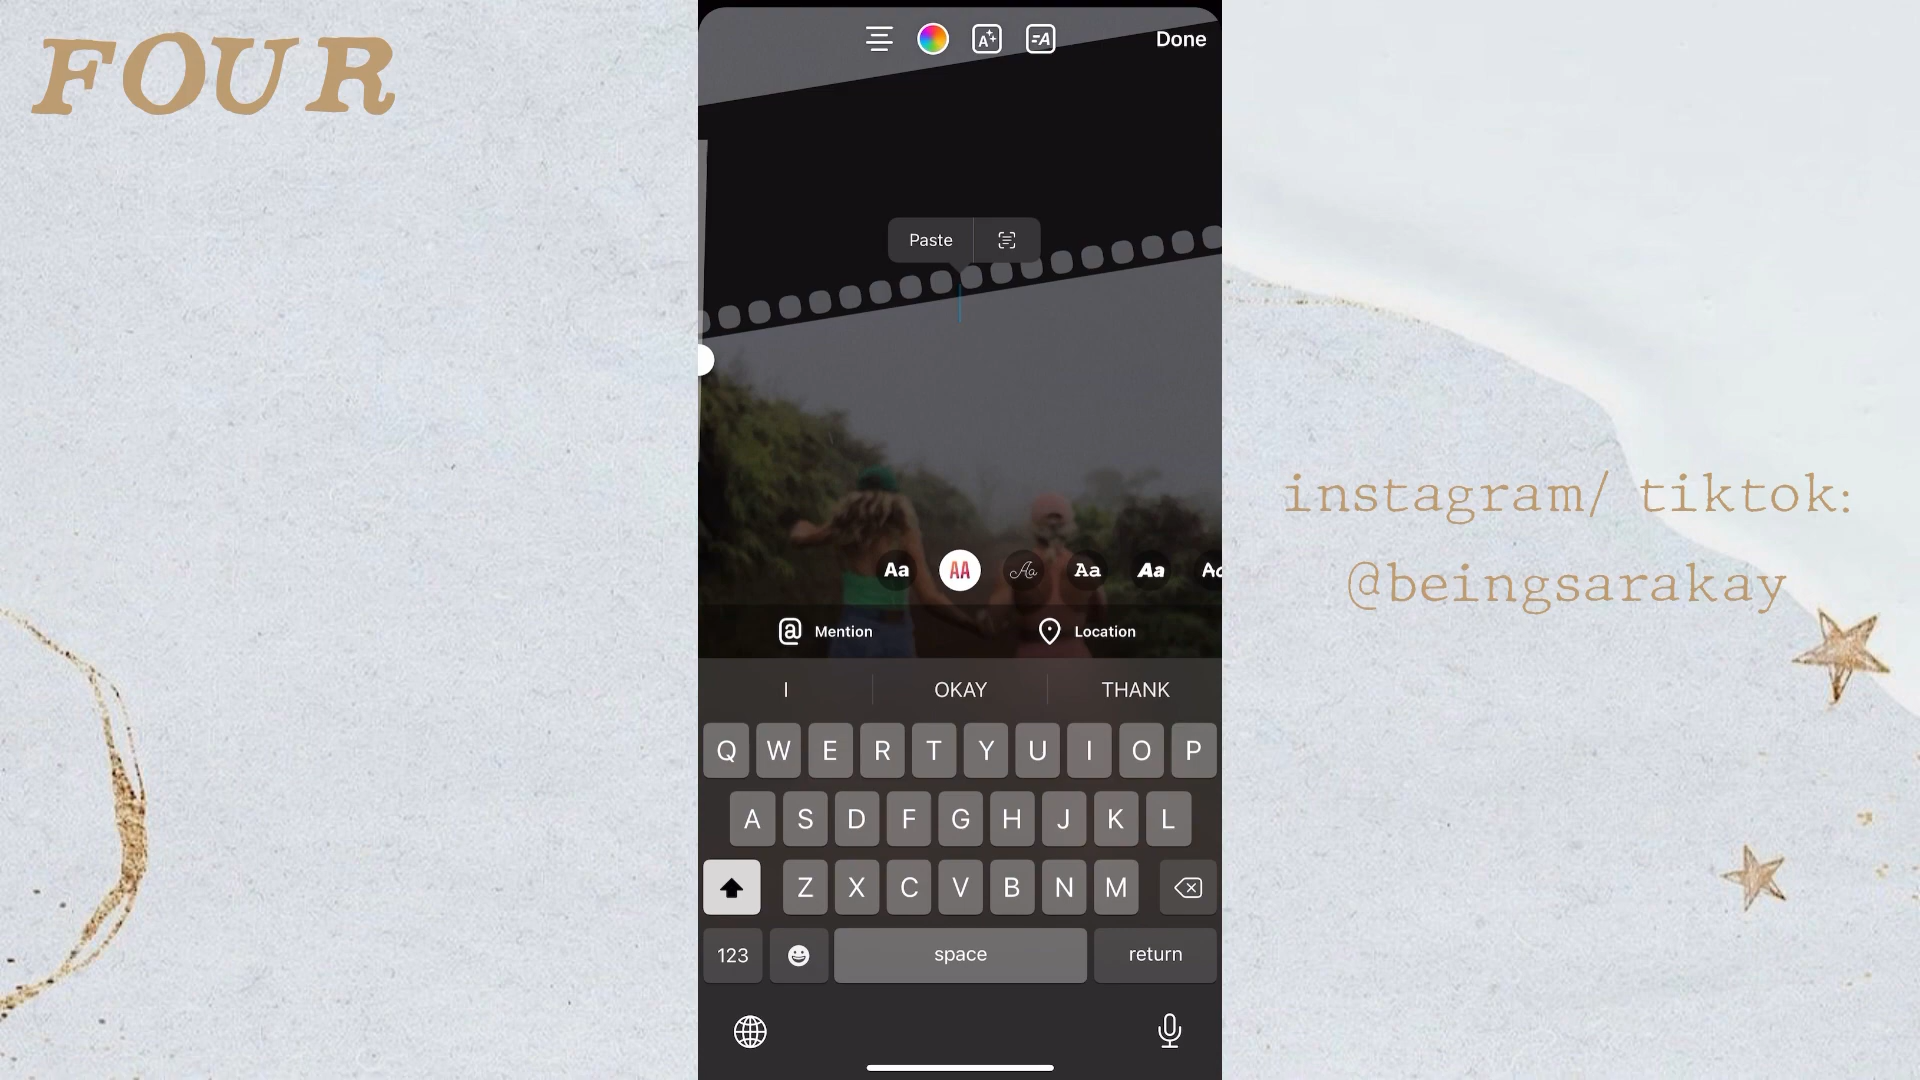 FOUR
Done
Paste
Aa
AA
Aa
Aa
Aa
Mention
Location
I
OKAY
THANK
Q W E R T Y U I O P
A S D F G H J K L
Z X C V B N M
123
space
return
instagram/ tiktok:
@beingsarakay